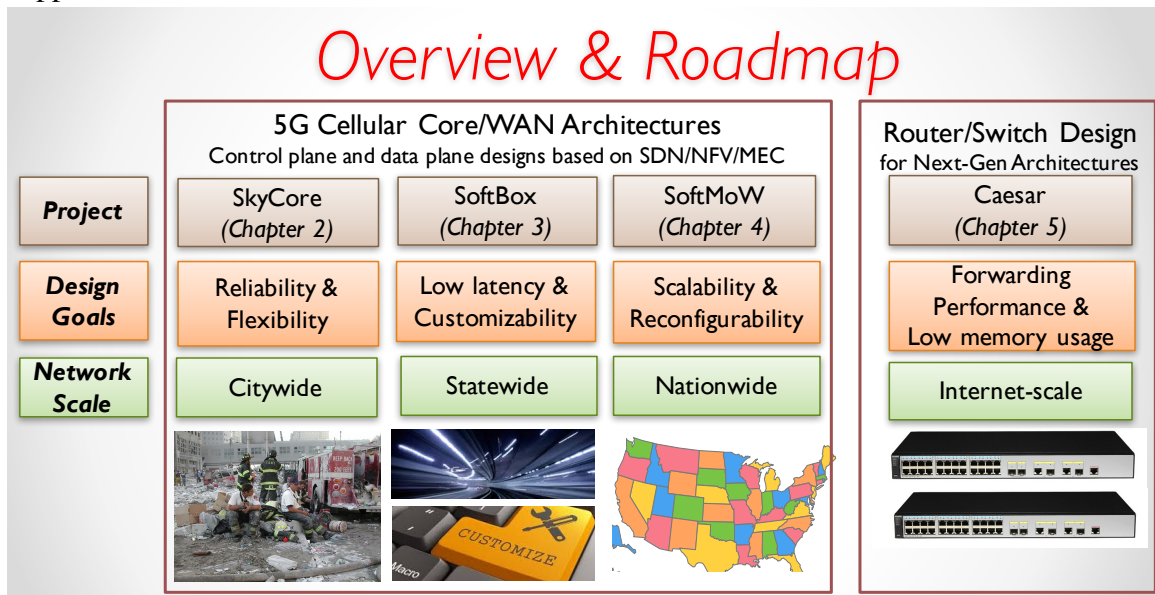 Overview & Roadmap
5G Cellular Core/WAN Architectures
Control plane and data plane designs based on SDN/NFV/MEC
Router/Switch Design
for Next-Gen Architectures
Project
SkyCore
(Chapter 2)
SoftBox
(Chapter 3)
SoftMoW
(Chapter 4)
Caesar
(Chapter 5)
Design
Goals
Reliability &
Flexibility
Low latency &
Customizability
Scalability &
Reconfigurability
Forwarding
Performance &
Low memory usage
Network
Scale
Citywide
Statewide
Nationwide
Internet-scale
CUSTOMIZE
Macro